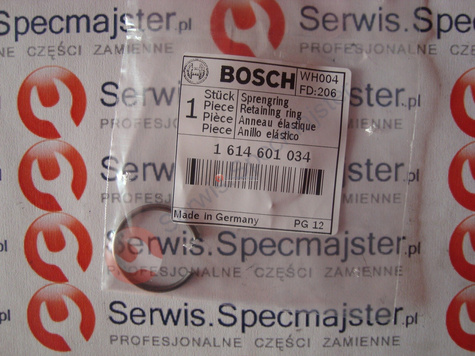 Serwis.Specmajster.pl
PROFESJONALNE CZĘŚCI ZAMIENNE
BOSCH
WH004
FD:206
1
Stück Sprengring
Piece Retaining ring
Pièce Anneau élastique
Piece Anillo elástico
1 614 601 034
Made in Germany
PG 12
Serwis.Specmajster.pl
PROFESJONALNE CZĘŚCI ZAMIENNE
Serwis.Specmajster.pl
PROFESJONALNE CZĘŚCI ZAMIENNE